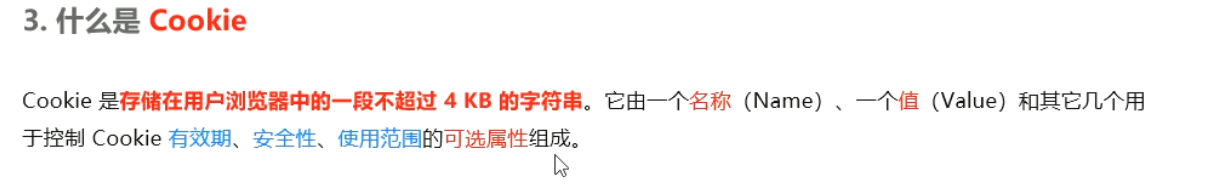 3. 什么是 Cookie
Cookie 是存储在用户浏览器中的一段不超过 4 KB 的字符串。它由一个名称（Name）、一个值（Value）和其它几个用
于控制 Cookie 有效期、安全性、使用范围的可选属性组成。